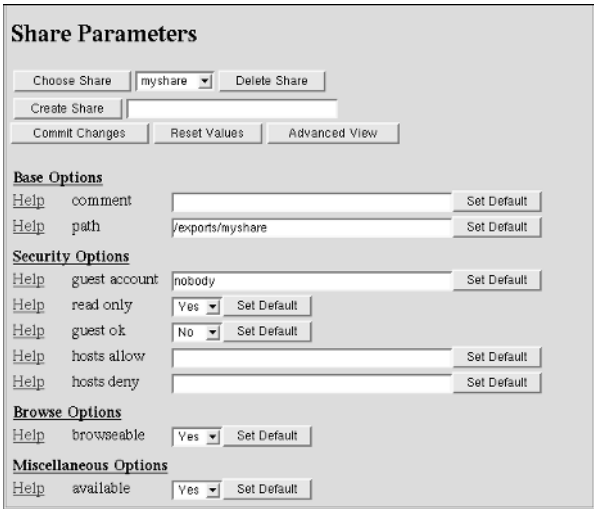 Share Parameters
Choose Share myshare Delete Share
Create Share
Commit Changes Reset Values Advanced View
Base Options
Help comment Set Default
Help path /exports/myshare Set Default
Security Options
Help guest account nobody Set Default
Help read only Yes Set Default
Help guest ok No Set Default
Help hosts allow Set Default
Help hosts deny Set Default
Browse Options
Help browseable Yes Set Default
Miscellaneous Options
Help available Yes Set Default